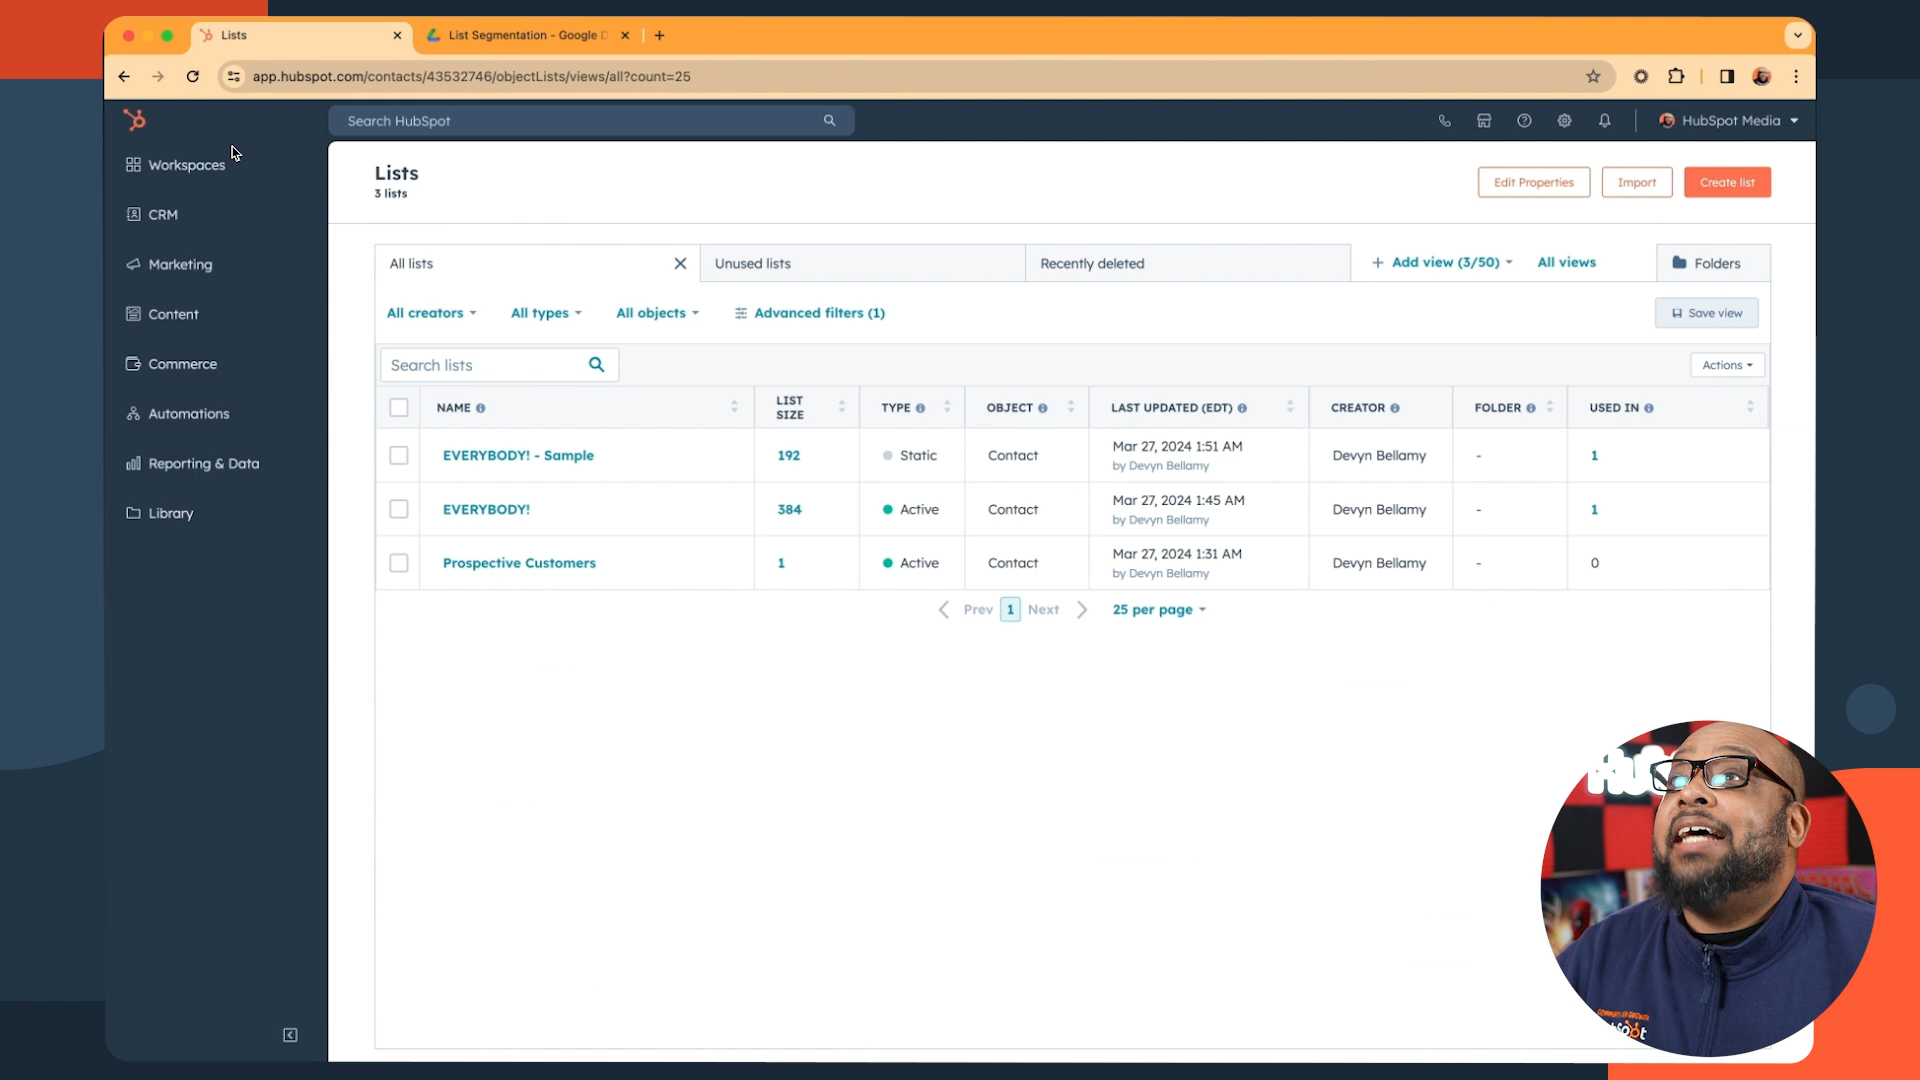 Lists
List Segmentation - Google D
app.hubspot.com/contacts/43532746/objectLists/views/all?count=25
Search HubSpot
HubSpot Media
Workspaces
CRM
Marketing
Content
Commerce
Automations
Reporting & Data
Library
Lists
3 lists
Edit Properties
Import
Create list
All lists
Unused lists
Recently deleted
Add view (3/50)
All views
Folders
All creators
All types
All objects
Advanced filters (1)
Save view
Search lists
Actions
NAME
LIST
SIZE
TYPE
OBJECT
LAST UPDATED (EDT)
CREATOR
FOLDER
USED IN
EVERYBODY! - Sample
192
Static
Contact
Mar 27, 2024 1:51 AM
by Devyn Bellamy
Devyn Bellamy
-
1
EVERYBODY!
384
Active
Contact
Mar 27, 2024 1:45 AM
by Devyn Bellamy
Devyn Bellamy
-
1
Prospective Customers
1
Active
Contact
Mar 27, 2024 1:31 AM
by Devyn Bellamy
Devyn Bellamy
-
0
Prev
1
Next
25 per page